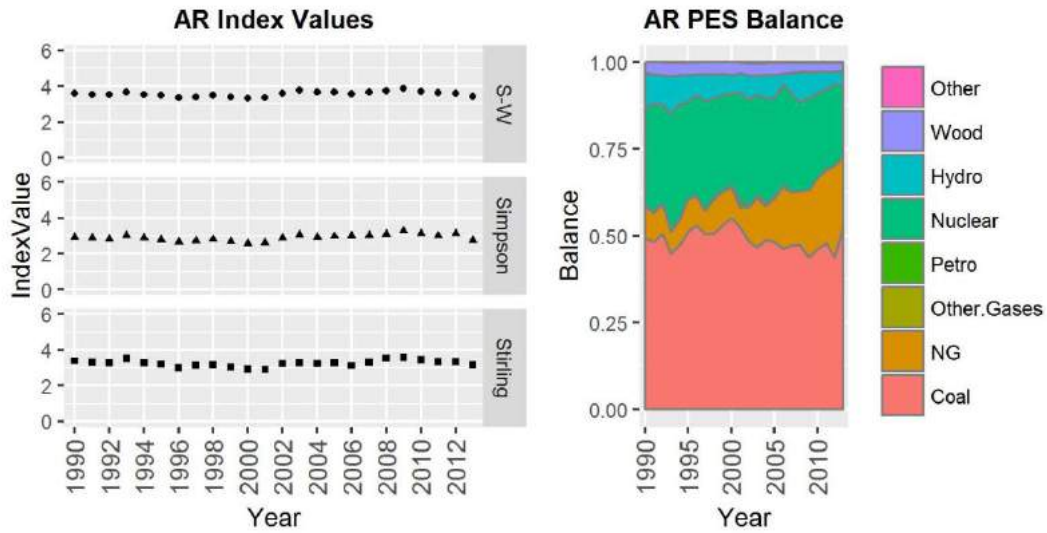 AR Index Values
IndexValue
6
4
2
0
S-W
6
4
2
0
Simpson
6
4
2
0
Stirling
1990
1992
1994
1996
1998
2000
2002
2004
2006
2008
2010
2012
Year
AR PES Balance
Balance
1.00
0.75
0.50
0.25
0.00
1990
1995
2000
2005
2010
Year
Other
Wood
Hydro
Nuclear
Petro
Other.Gases
NG
Coal